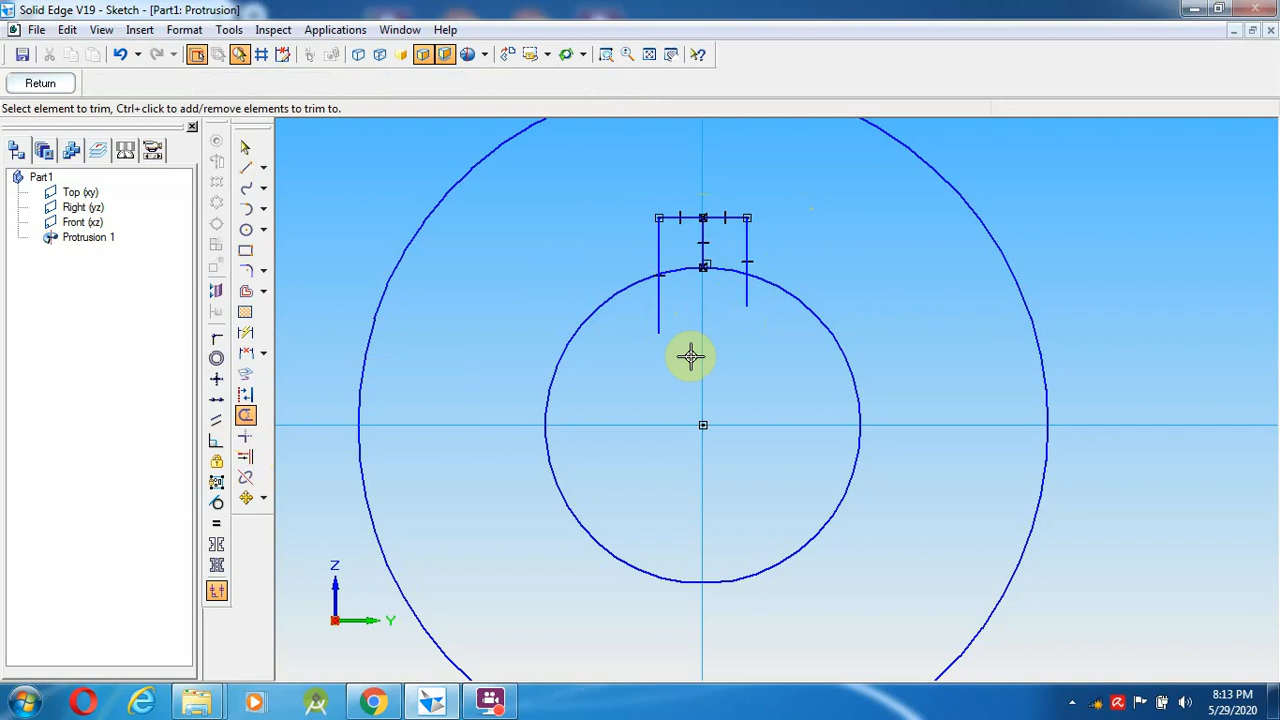 Solid Edge V19 - Sketch - [Part1: Protrusion]
File Edit View Insert Format Tools Inspect Applications Window Help
Return
Select element to trim, Ctrl+click to add/remove elements to trim to.
Part1
Top (xy)
Right (yz)
Front (xz)
Protrusion 1
Z
Y
8:13 PM
5/29/2020